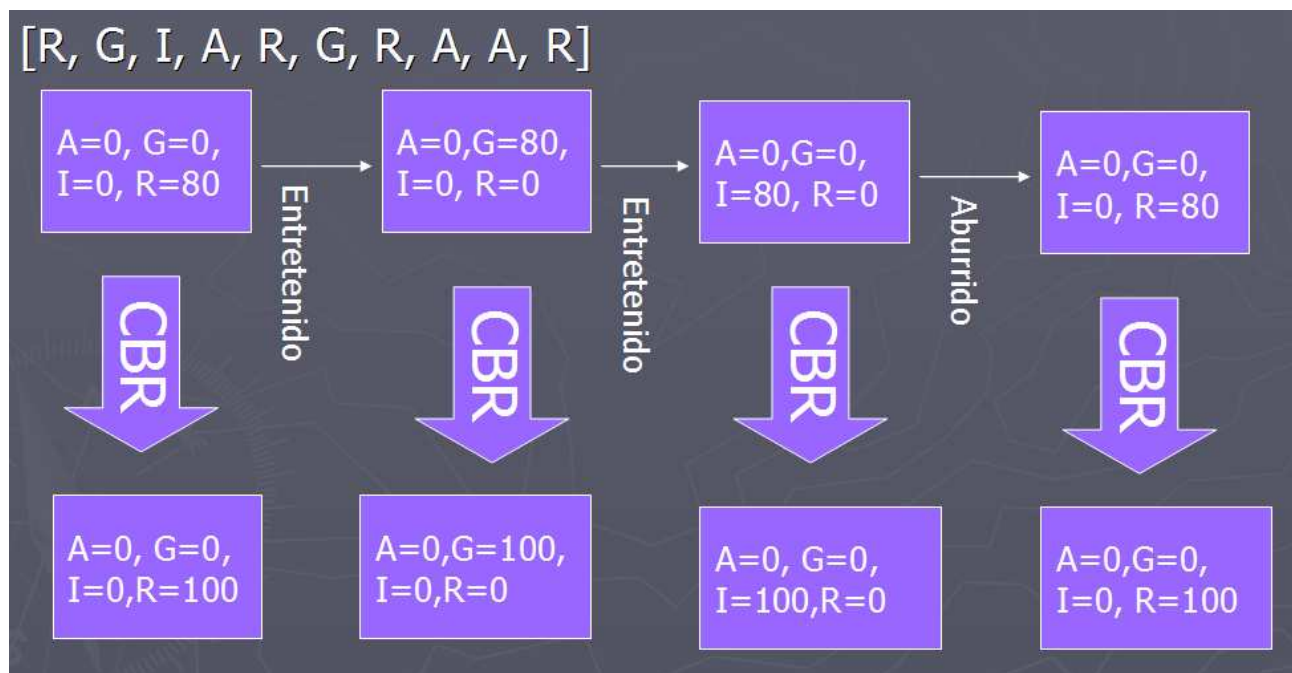 [R, G, I, A, R, G, R, A, A, R]
A=0, G=0,
I=0, R=80
Entretenido
A=0,G=80,
I=0, R=0
Entretenido
A=0,G=0,
I=80, R=0
Aburrido
A=0,G=0,
I=0, R=80
CBR
CBR
CBR
CBR
A=0, G=0,
I=0,R=100
A=0,G=100,
I=0,R=0
A=0, G=0,
I=100,R=0
A=0,G=0,
I=0, R=100